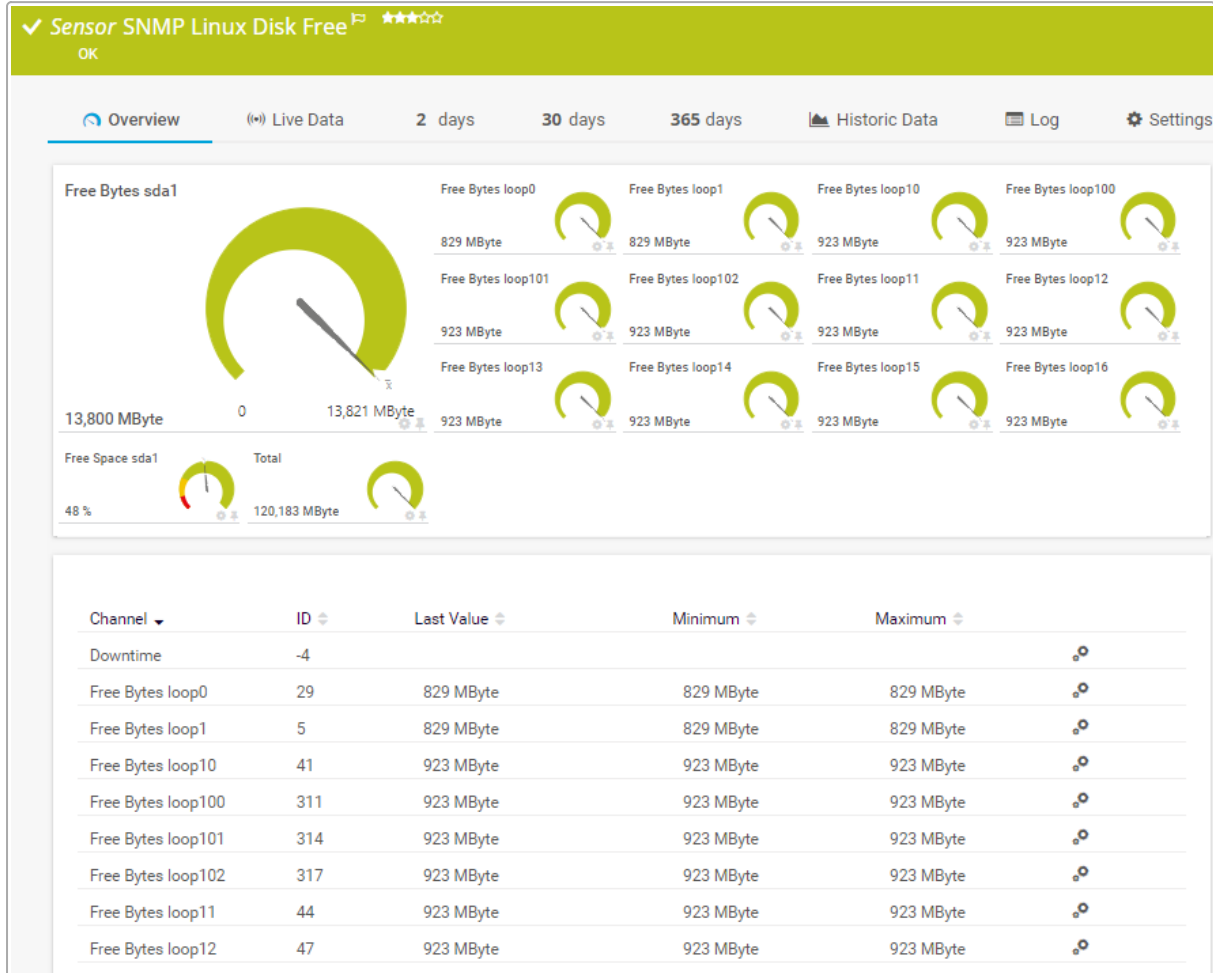 Sensor SNMP Linux Disk Free
OK
Overview Live Data 2 days 30 days 365 days Historic Data Log Settings
Free Bytes sda1
13,800 MByte
0 13,821 MByte
x
Free Bytes loop0 Free Bytes loop1 Free Bytes loop10 Free Bytes loop100
829 MByte 829 MByte 923 MByte 923 MByte
Free Bytes loop101 Free Bytes loop102 Free Bytes loop11 Free Bytes loop12
923 MByte 923 MByte 923 MByte 923 MByte
Free Bytes loop13 Free Bytes loop14 Free Bytes loop15 Free Bytes loop16
923 MByte 923 MByte 923 MByte 923 MByte
Free Space sda1 Total
48 % 120,183 MByte
Channel ID Last Value Minimum Maximum
Downtime -4
Free Bytes loop0 29 829 MByte 829 MByte 829 MByte
Free Bytes loop1 5 829 MByte 829 MByte 829 MByte
Free Bytes loop10 41 923 MByte 923 MByte 923 MByte
Free Bytes loop100 311 923 MByte 923 MByte 923 MByte
Free Bytes loop101 314 923 MByte 923 MByte 923 MByte
Free Bytes loop102 317 923 MByte 923 MByte 923 MByte
Free Bytes loop11 44 923 MByte 923 MByte 923 MByte
Free Bytes loop12 47 923 MByte 923 MByte 923 MByte